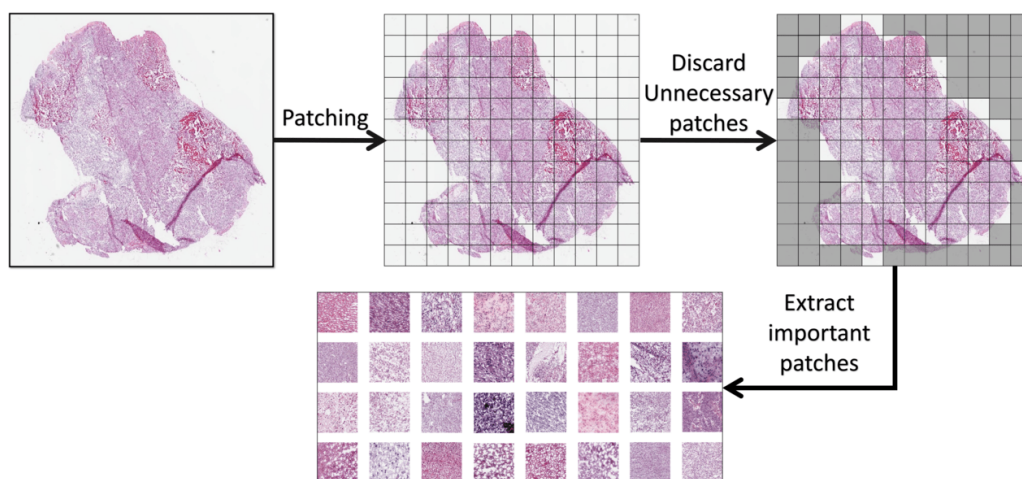 Patching
Discard
Unnecessary
patches
Extract
important
patches